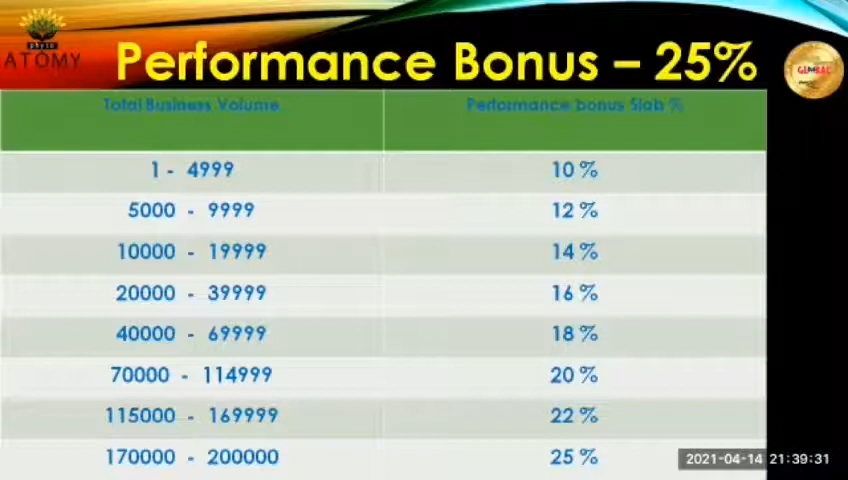 phyto
ATOMY
Performance Bonus – 25%
GLOBAL
Total Business Volume Performance bonus Slab %
1 - 4999 10 %
5000 - 9999 12 %
10000 - 19999 14 %
20000 - 39999 16 %
40000 - 69999 18 %
70000 - 114999 20 %
115000 - 169999 22 %
170000 - 200000 25 %
2021-04-14 21:39:31